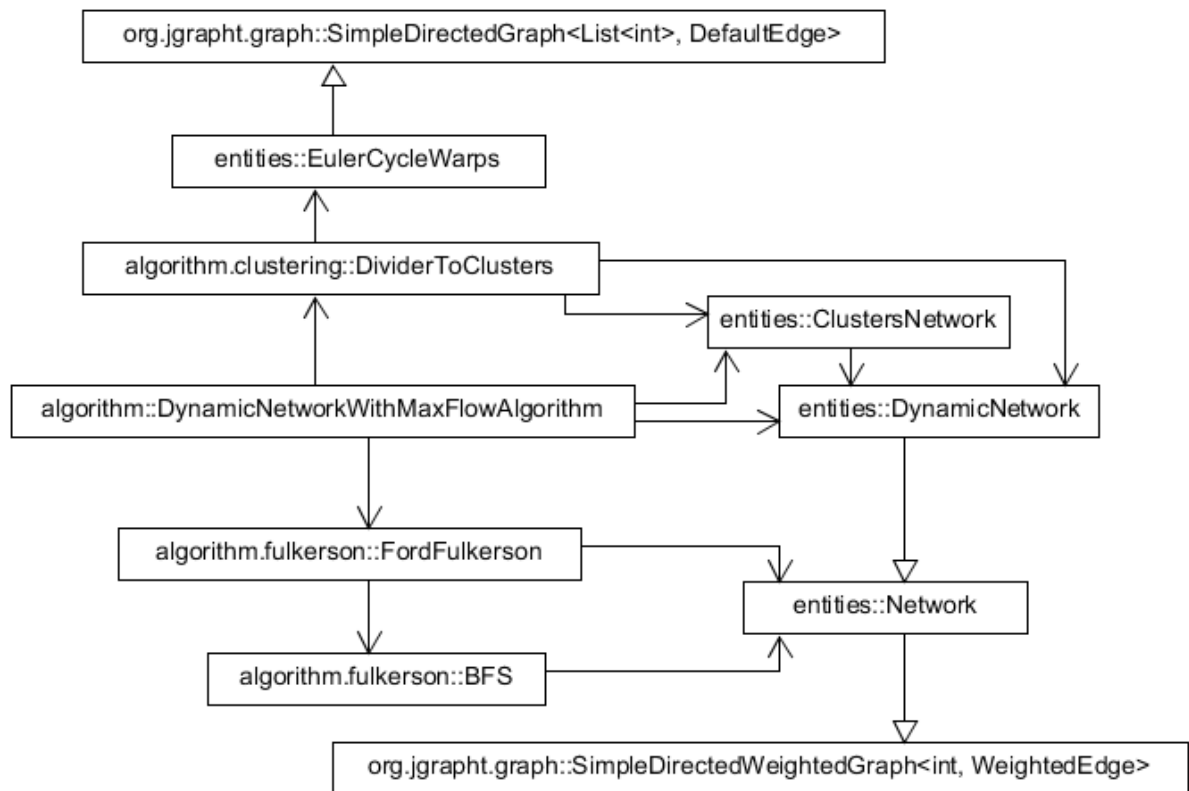 org.jgrapht.graph::SimpleDirectedGraph<List<int>, DefaultEdge>
entities::EulerCycleWarps
algorithm.clustering::DividerToClusters
entities::ClustersNetwork
algorithm::DynamicNetworkWithMaxFlowAlgorithm
entities::DynamicNetwork
algorithm.fulkerson::FordFulkerson
entities::Network
algorithm.fulkerson::BFS
org.jgrapht.graph::SimpleDirectedWeightedGraph<int, WeightedEdge>